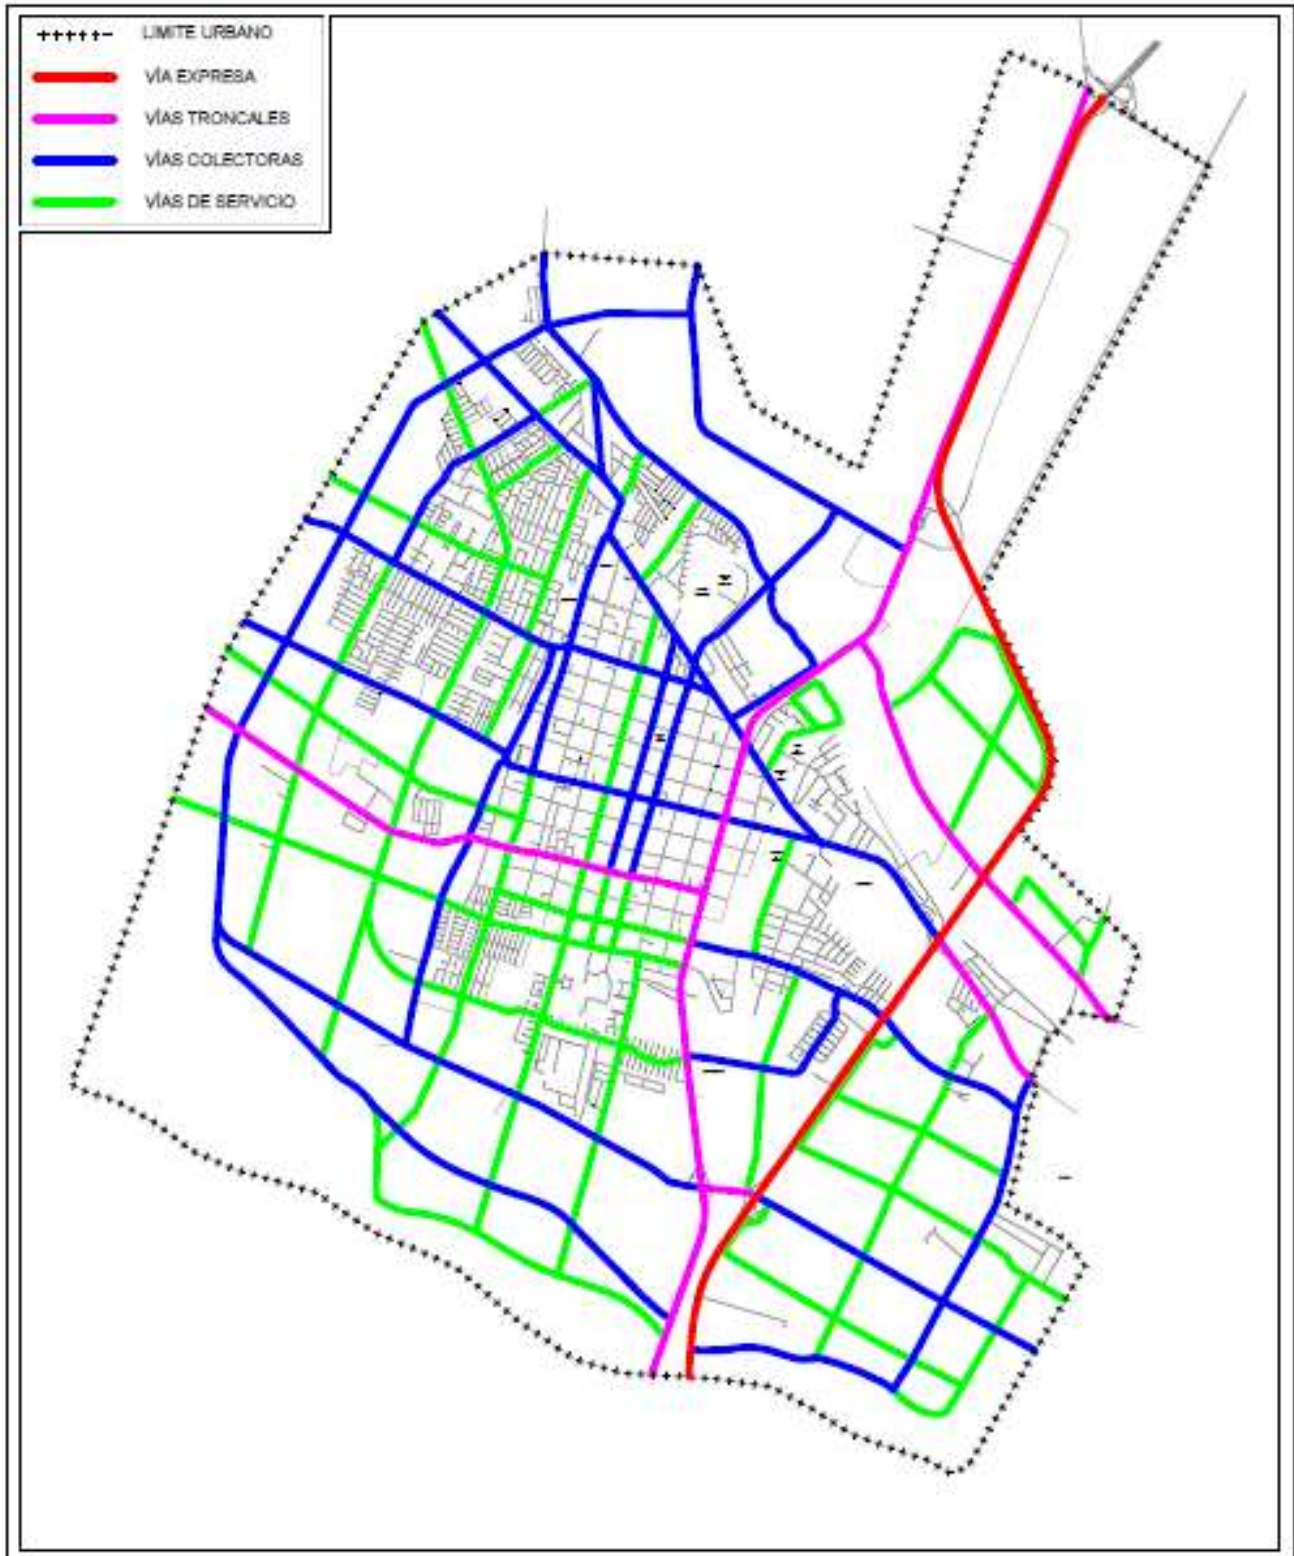 LIMITE URBANO
VÍA EXPRESA
VÍAS TRONCALES
VÍAS COLECTORAS
VÍAS DE SERVICIO